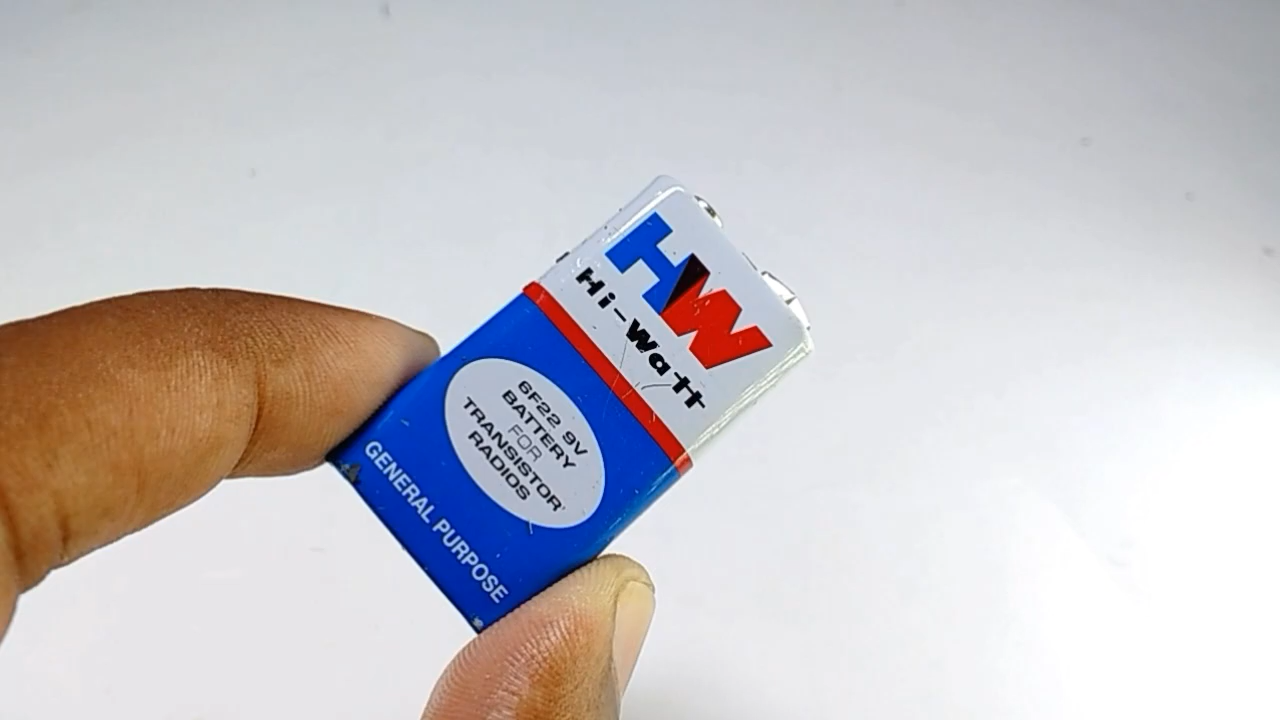 HW
Hi-Watt
6F22 9V
BATTERY
FOR
TRANSISTOR
RADIOS
GENERAL PURPOSE